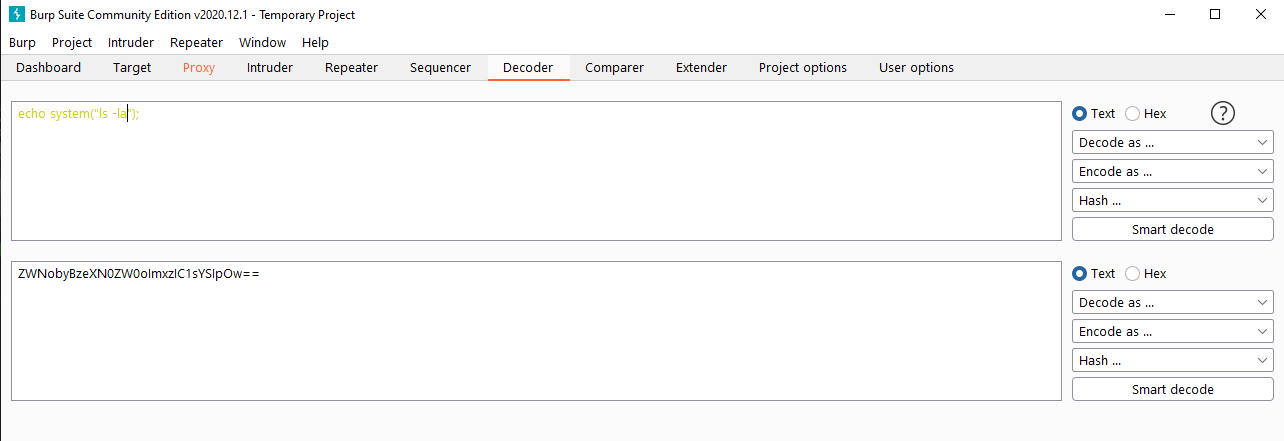 Burp Suite Community Edition v2020.12.1 - Temporary Project
Burp Project Intruder Repeater Window Help
Dashboard Target Proxy Intruder Repeater Sequencer Decoder Comparer Extender Project options User options
echo system("ls -la");
Text Hex ?
Decode as ...
Encode as ...
Hash ...
Smart decode
ZWNobyBzeXN0ZW0oImxzIC1sYSIpOw==
Text Hex
Decode as ...
Encode as ...
Hash ...
Smart decode